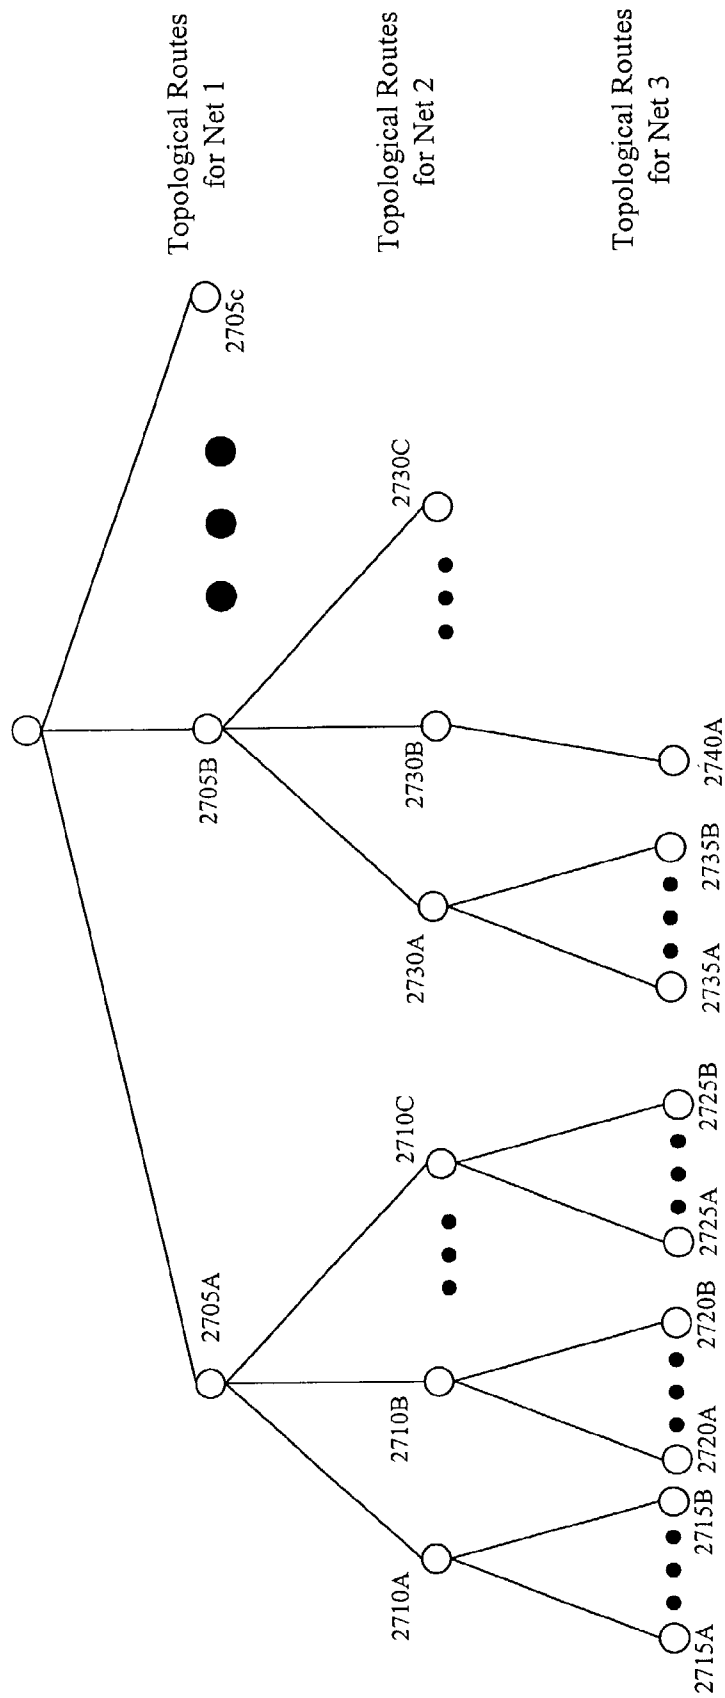 2705A
2705B
2705c
Topological Routes
for Net 1
2710A
2710B
2710C
2730A
2730B
2730C
Topological Routes
for Net 2
2715A
2715B
2720A
2720B
2725A
2725B
2735A
2735B
2740A
Topological Routes
for Net 3